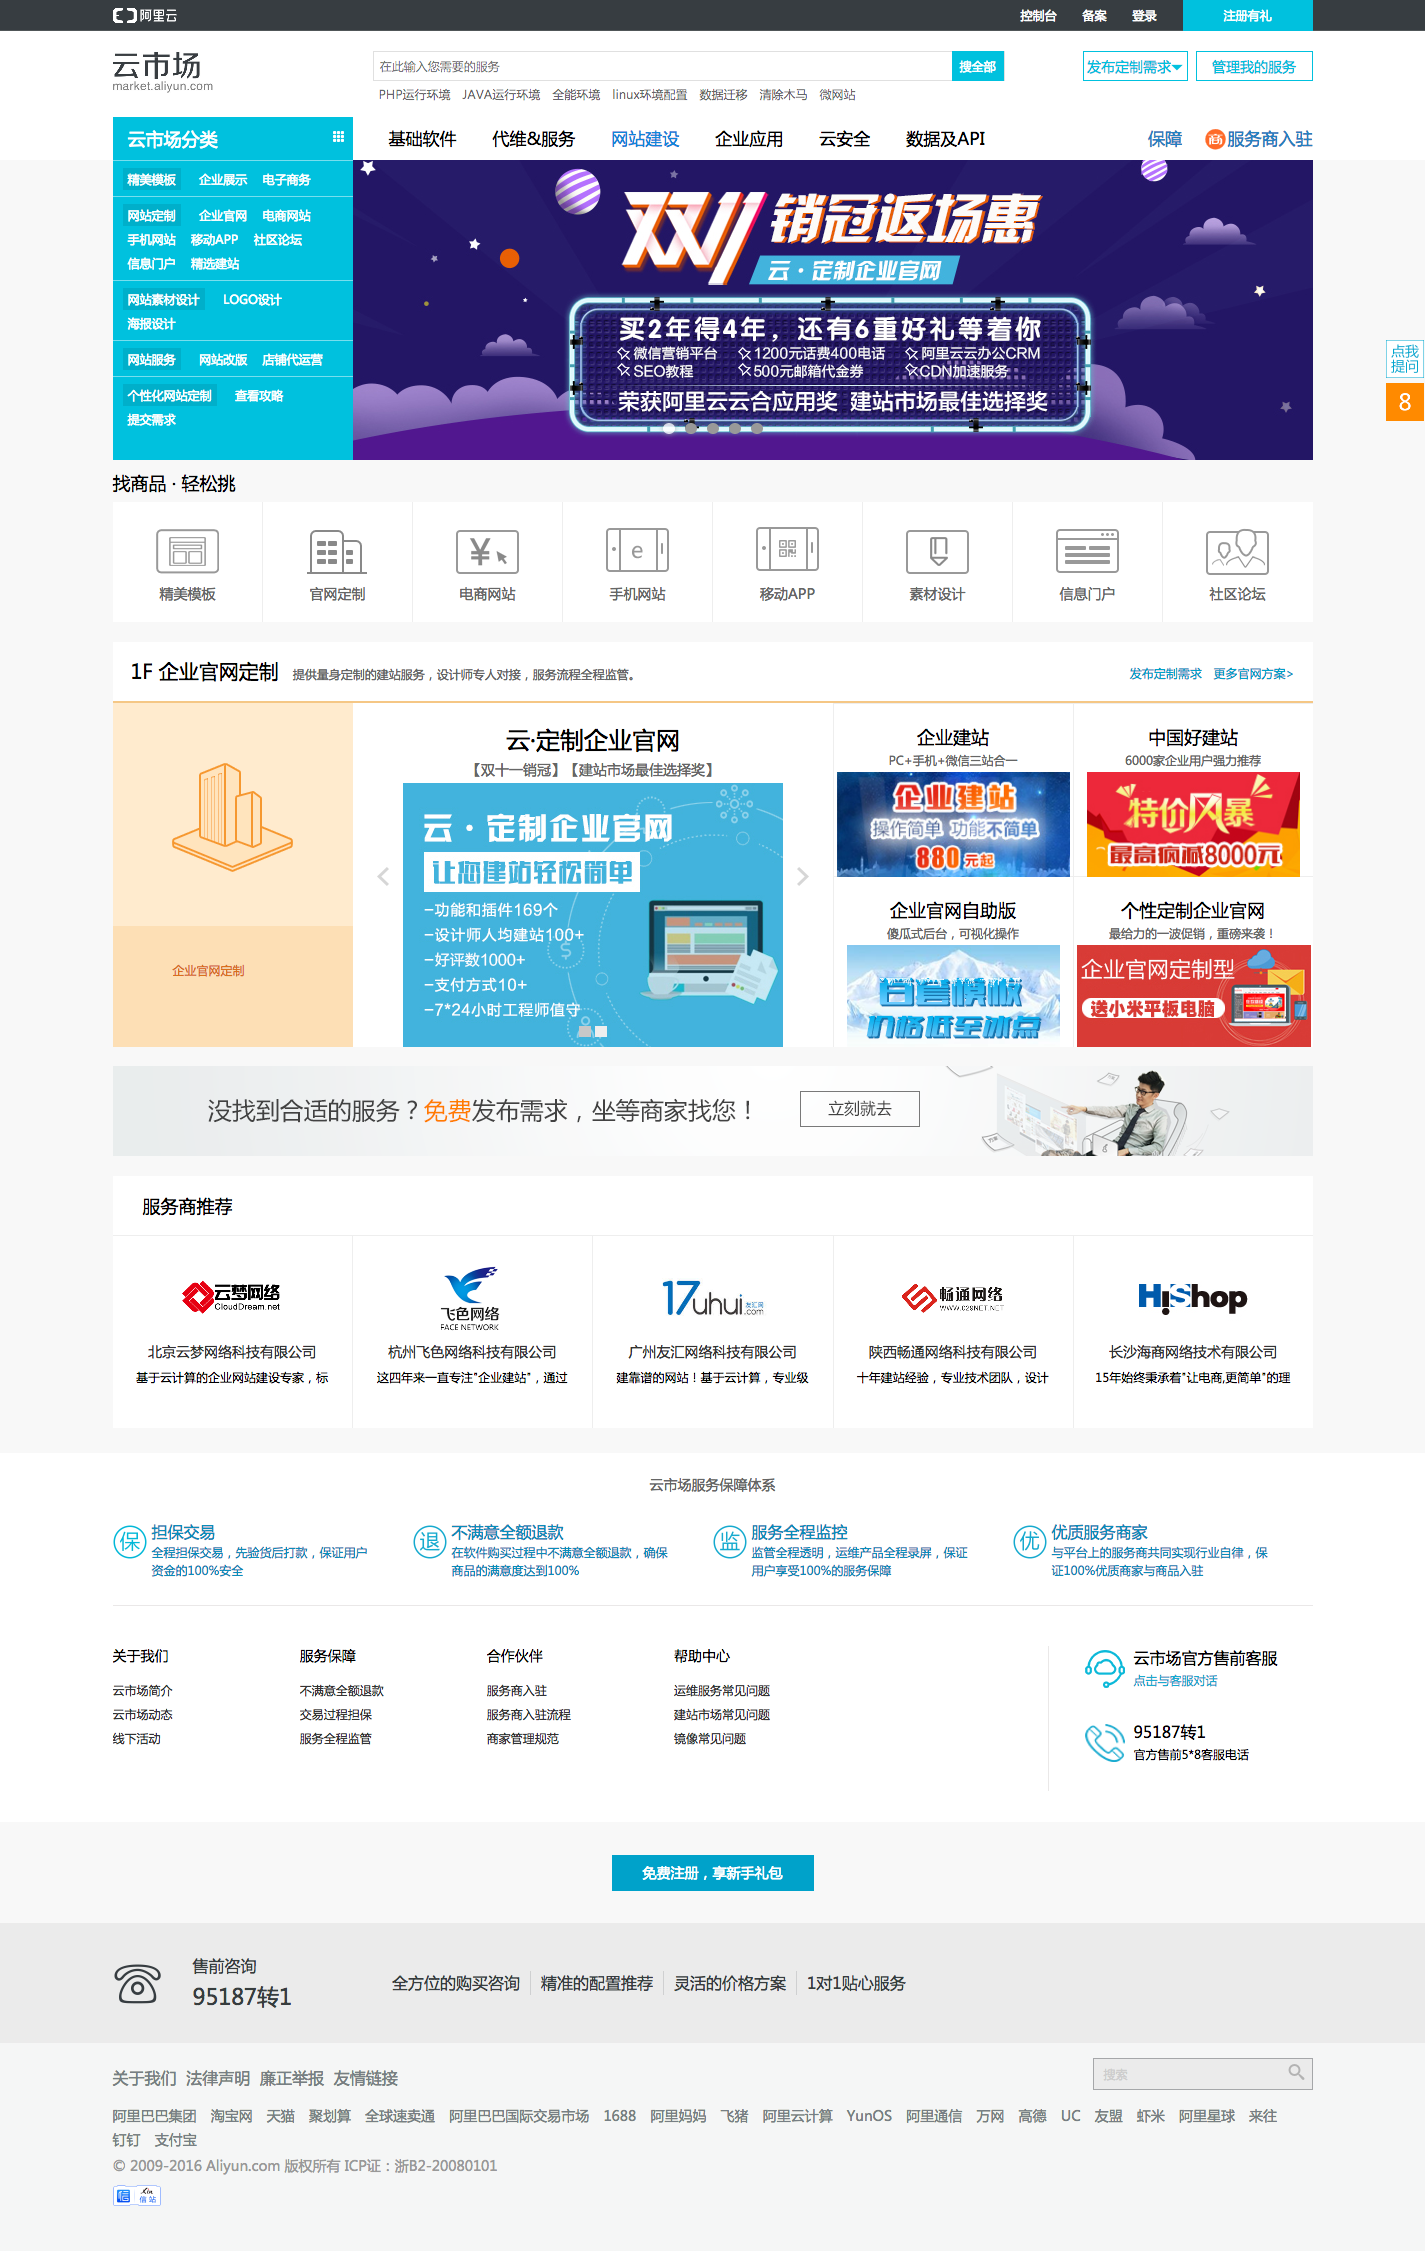 阿里云 控制台 备案 登录 注册有礼
云市场
market.aliyun.com
在此输入您需要的服务 搜全部
发布定制需求 管理我的服务
PHP运行环境 JAVA运行环境 全能环境 linux环境配置 数据迁移 清除木马 微网站
云市场分类
基础软件 代维&服务 网站建设 企业应用 云安全 数据及API 保障 商 服务商入驻
精美模板 企业展示 电子商务
网站定制 企业官网 电商网站
手机网站 移动APP 社区论坛
信息门户 精选建站
网站素材设计 LOGO设计
海报设计
网站服务 网站改版 店铺代运营
个性化网站定制 查看攻略
提交需求
双11 销冠返场惠
云·定制企业官网
买2年得4年，还有6重好礼等着你
微信营销平台 1200元话费400电话 阿里云云办公CRM
SEO教程 500元邮箱代金券 CDN加速服务
荣获阿里云云合应用奖 建站市场最佳选择奖
点我
提问
8
找商品 · 轻松挑
¥ e
精美模板 官网定制 电商网站 手机网站 移动APP 素材设计 信息门户 社区论坛
1F 企业官网定制 提供量身定制的建站服务，设计师专人对接，服务流程全程监管。 发布定制需求 更多官网方案>
企业官网定制
云·定制企业官网
【双十一销冠】【建站市场最佳选择奖】
云·定制企业官网
让您建站轻松简单
-功能和插件169个
-设计师人均建站100+
-好评数1000+
-支付方式10+
-7*24小时工程师值守
企业建站
PC+手机+微信三站合一
企业建站
操作简单 功能不简单
880元起
中国好建站
6000家企业用户强力推荐
特价风暴
最高疯减8000元
企业官网自助版
傻瓜式后台，可视化操作
百套模板
价格低至冰点
个性定制企业官网
最给力的一波促销，重磅来袭！
企业官网定制型
送小米平板电脑
没找到合适的服务？免费发布需求，坐等商家找您！ 立刻就去
服务商推荐
云梦网络
CloudDream.net
飞色网络
FACE NETWORK
17uhui.com
友汇网
畅通网络
WWW.029NET.NET
HiShop
北京云梦网络科技有限公司 杭州飞色网络科技有限公司 广州友汇网络科技有限公司 陕西畅通网络科技有限公司 长沙海商网络技术有限公司
基于云计算的企业网站建设专家，标 这四年来一直专注"企业建站"，通过 建靠谱的网站！基于云计算，专业级 十年建站经验，专业技术团队，设计 15年始终秉承着"让电商,更简单"的理
云市场服务保障体系
保 担保交易
全程担保交易，先验货后打款，保证用户
资金的100%安全
退 不满意全额退款
在软件购买过程中不满意全额退款，确保
商品的满意度达到100%
监 服务全程监控
监管全程透明，运维产品全程录屏，保证
用户享受100%的服务保障
优 优质服务商家
与平台上的服务商共同实现行业自律，保
证100%优质商家与商品入驻
关于我们 服务保障 合作伙伴 帮助中心
云市场简介 不满意全额退款 服务商入驻 运维服务常见问题
云市场动态 交易过程担保 服务商入驻流程 建站市场常见问题
线下活动 服务全程监管 商家管理规范 镜像常见问题
云市场官方售前客服
点击与客服对话
95187转1
官方售前5*8客服电话
免费注册，享新手礼包
售前咨询
95187转1
全方位的购买咨询 精准的配置推荐 灵活的价格方案 1对1贴心服务
关于我们 法律声明 廉正举报 友情链接
搜索
阿里巴巴集团 淘宝网 天猫 聚划算 全球速卖通 阿里巴巴国际交易市场 1688 阿里妈妈 飞猪 阿里云计算 YunOS 阿里通信 万网 高德 UC 友盟 虾米 阿里星球 来往
钉钉 支付宝
© 2009-2016 Aliyun.com 版权所有 ICP证：浙B2-20080101
信 Xin
信站